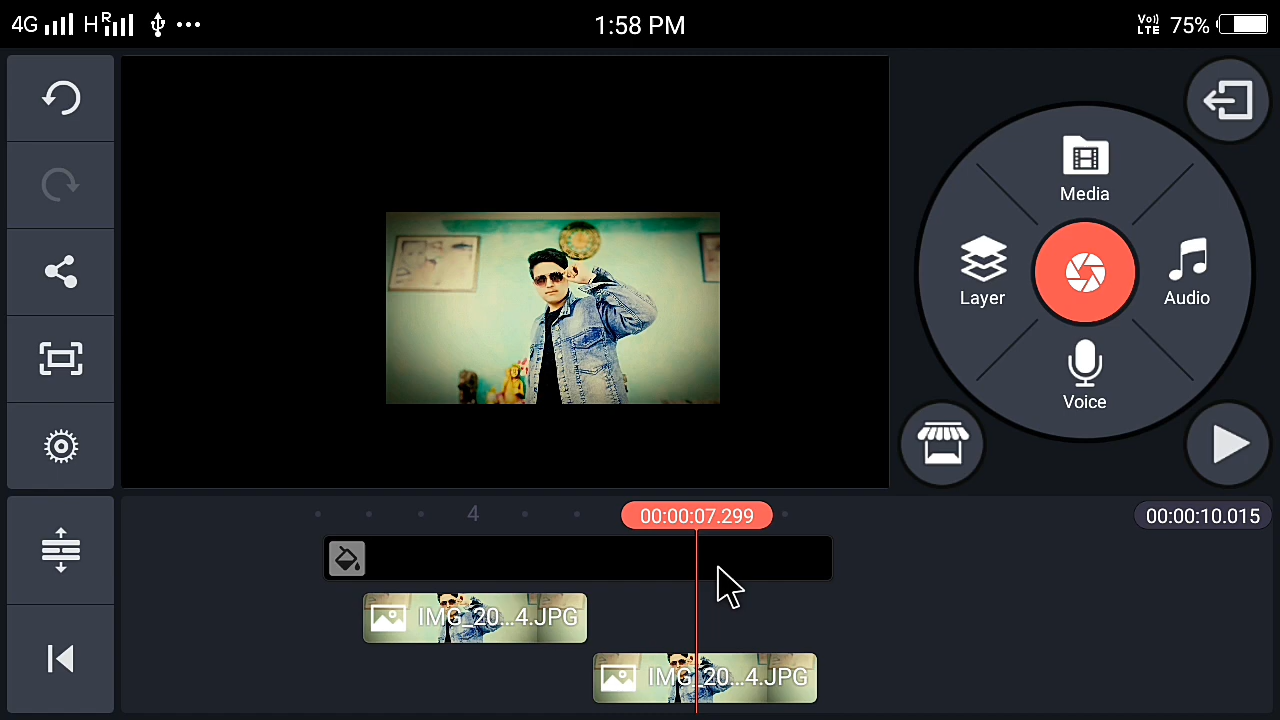 4G H R 1:58 PM Vo)) LTE 75%
Media
Layer
Audio
Voice
4 00:00:07.299 00:00:10.015
IMG_20...4.JPG
IMG_20...4.JPG